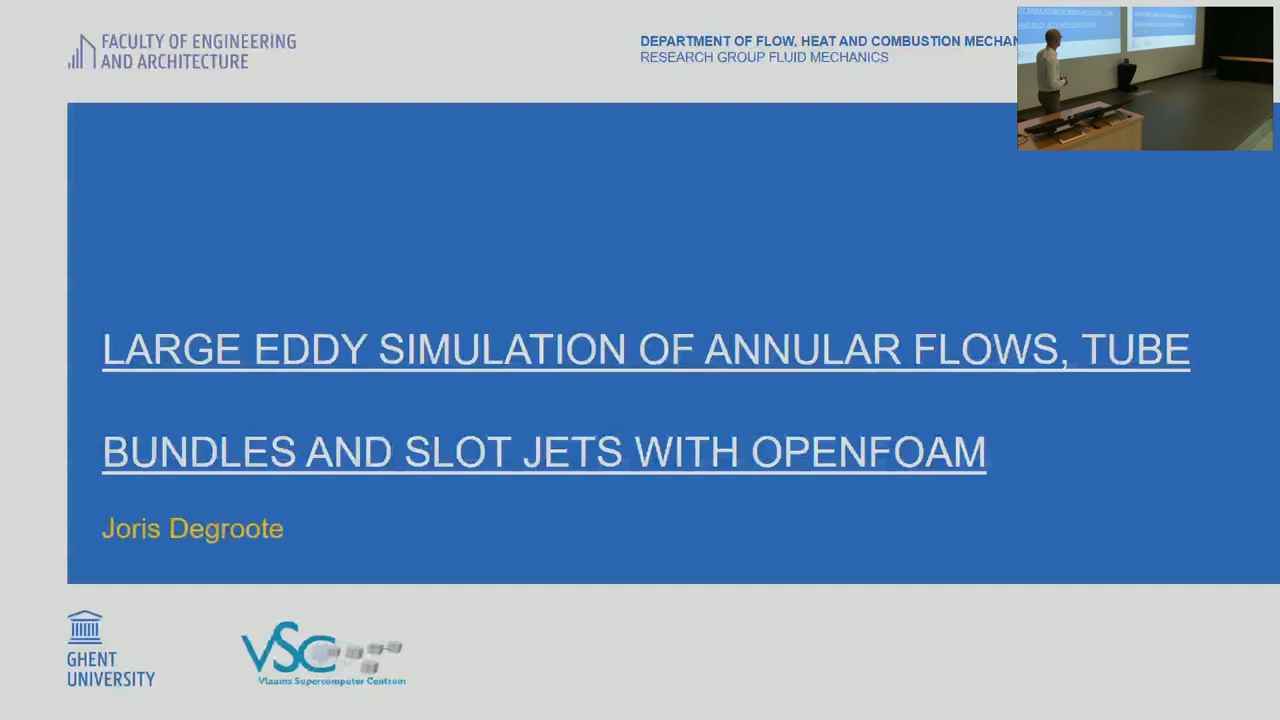 FACULTY OF ENGINEERING
AND ARCHITECTURE
DEPARTMENT OF FLOW, HEAT AND COMBUSTION MECHAN
RESEARCH GROUP FLUID MECHANICS
LARGE EDDY SIMULATION OF ANNULAR FLOWS, TUBE
BUNDLES AND SLOT JETS WITH OPENFOAM
Joris Degroote
GHENT
UNIVERSITY
VSC
Vlaams Supercomputer Centrum